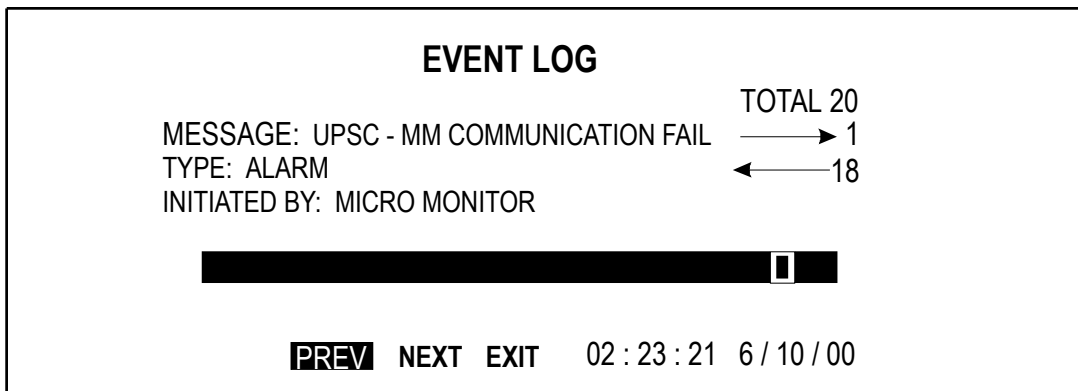 EVENT LOG
TOTAL 20
MESSAGE: UPSC - MM COMMUNICATION FAIL 1
TYPE: ALARM 18
INITIATED BY: MICRO MONITOR
PREV NEXT EXIT 02 : 23 : 21 6 / 10 / 00